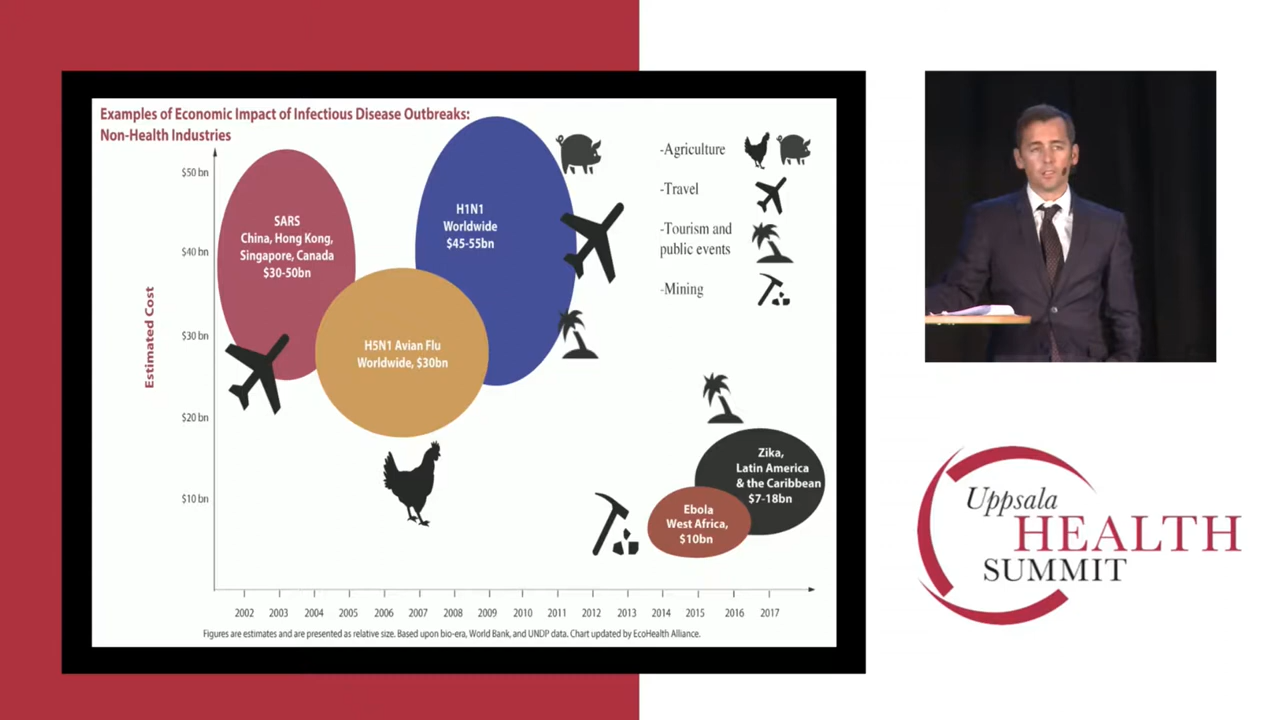 Examples of Economic Impact of Infectious Disease Outbreaks:
Non-Health Industries
Estimated Cost
$50 bn
$40 bn
$30 bn
$20 bn
$10 bn
SARS
China, Hong Kong,
Singapore, Canada
$30-50bn
H1N1
Worldwide
$45-55bn
H5N1 Avian Flu
Worldwide, $30bn
Zika,
Latin America
& the Caribbean
$7-18bn
Ebola
West Africa,
$10bn
-Agriculture
-Travel
-Tourism and
public events
-Mining
2002 2003 2004 2005 2006 2007 2008 2009 2010 2011 2012 2013 2014 2015 2016 2017
Figures are estimates and are presented as relative size. Based upon bio-era, World Bank, and UNDP data. Chart updated by EcoHealth Alliance.
Uppsala
HEALTH
SUMMIT